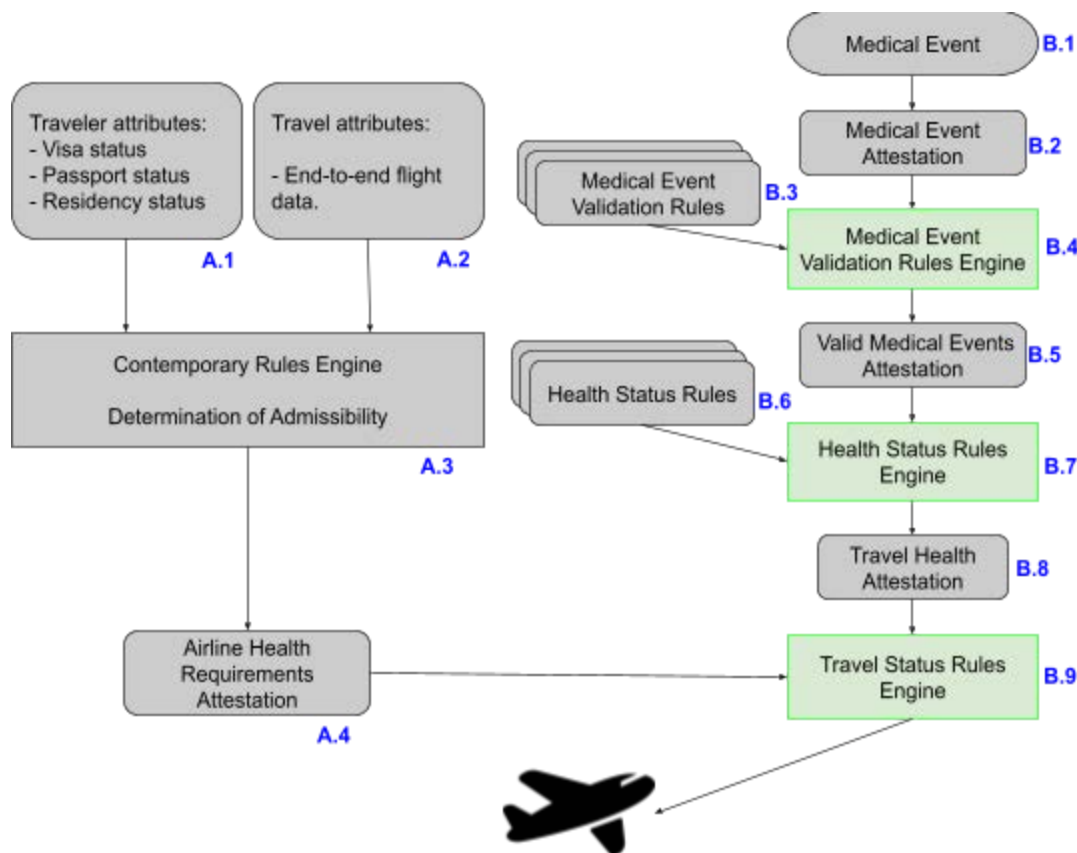 Medical Event
B.1
Traveler attributes:
- Visa status
- Passport status
- Residency status
A.1
Travel attributes:
- End-to-end flight
data.
A.2
Medical Event
Attestation
B.2
Medical Event
Validation Rules
B.3
Medical Event
Validation Rules Engine
B.4
Contemporary Rules Engine
Determination of Admissibility
A.3
Valid Medical Events
Attestation
B.5
Health Status Rules
B.6
Health Status Rules
Engine
B.7
Travel Health
Attestation
B.8
Airline Health
Requirements
Attestation
A.4
Travel Status Rules
Engine
B.9